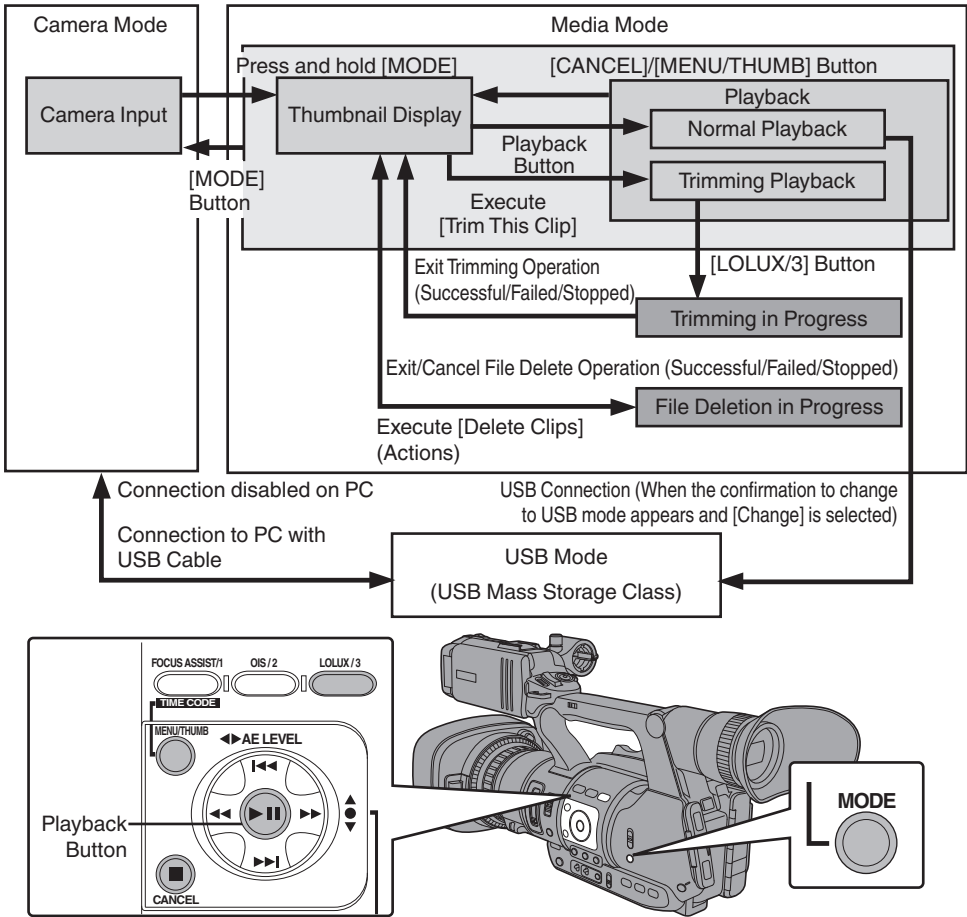 Camera Mode
Media Mode
Press and hold [MODE]
[CANCEL]/[MENU/THUMB] Button
Camera Input
Thumbnail Display
Playback
Normal Playback
Playback
Button
Trimming Playback
[MODE]
Button
Execute
[Trim This Clip]
Exit Trimming Operation
(Successful/Failed/Stopped)
[LOLUX/3] Button
Trimming in Progress
Exit/Cancel File Delete Operation (Successful/Failed/Stopped)
File Deletion in Progress
Execute [Delete Clips]
(Actions)
Connection disabled on PC
Connection to PC with
USB Cable
USB Connection (When the confirmation to change
to USB mode appears and [Change] is selected)
USB Mode
(USB Mass Storage Class)
FOCUS ASSIST/1
OIS / 2
LOLUX / 3
TIME CODE
MENU/THUMB
◀▶AE LEVEL
Playback
Button
CANCEL
MODE